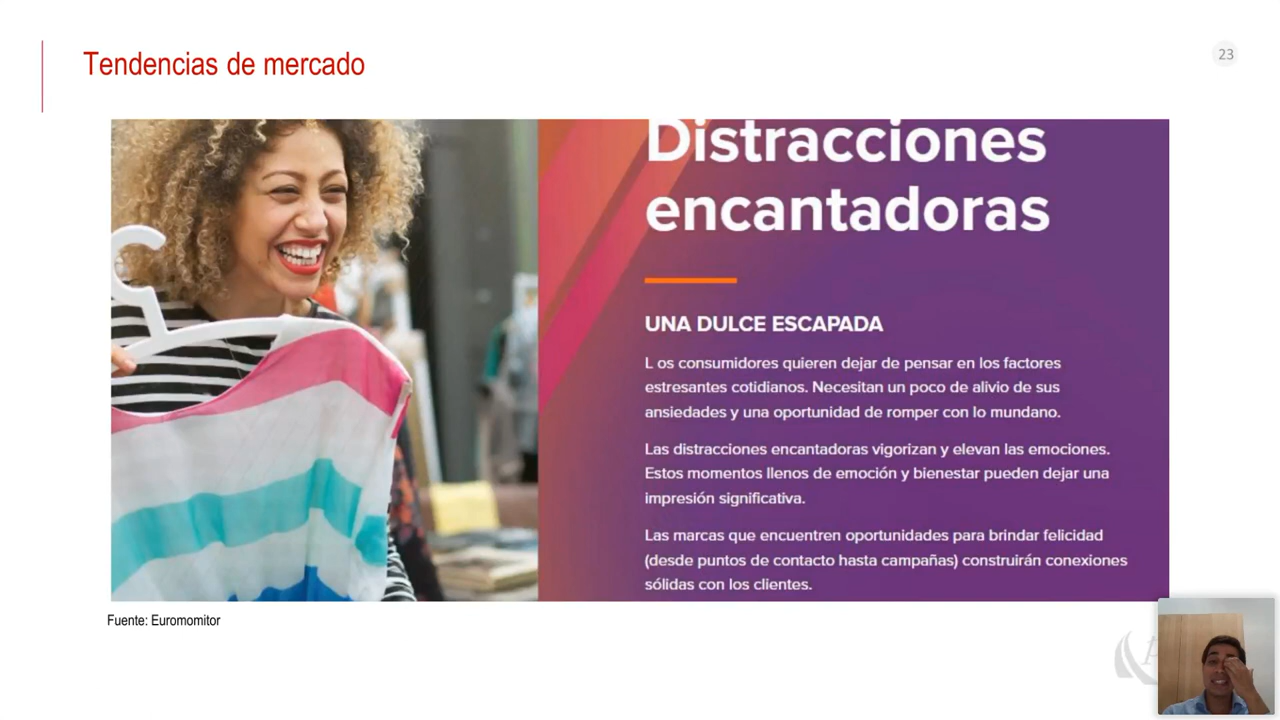 Tendencias de mercado
23
Distracciones
encantadoras
UNA DULCE ESCAPADA
L os consumidores quieren dejar de pensar en los factores
estresantes cotidianos. Necesitan un poco de alivio de sus
ansiedades y una oportunidad de romper con lo mundano.
Las distracciones encantadoras vigorizan y elevan las emociones.
Estos momentos llenos de emoción y bienestar pueden dejar una
impresión significativa.
Las marcas que encuentren oportunidades para brindar felicidad
(desde puntos de contacto hasta campañas) construirán conexiones
sólidas con los clientes.
Fuente: Euromomitor